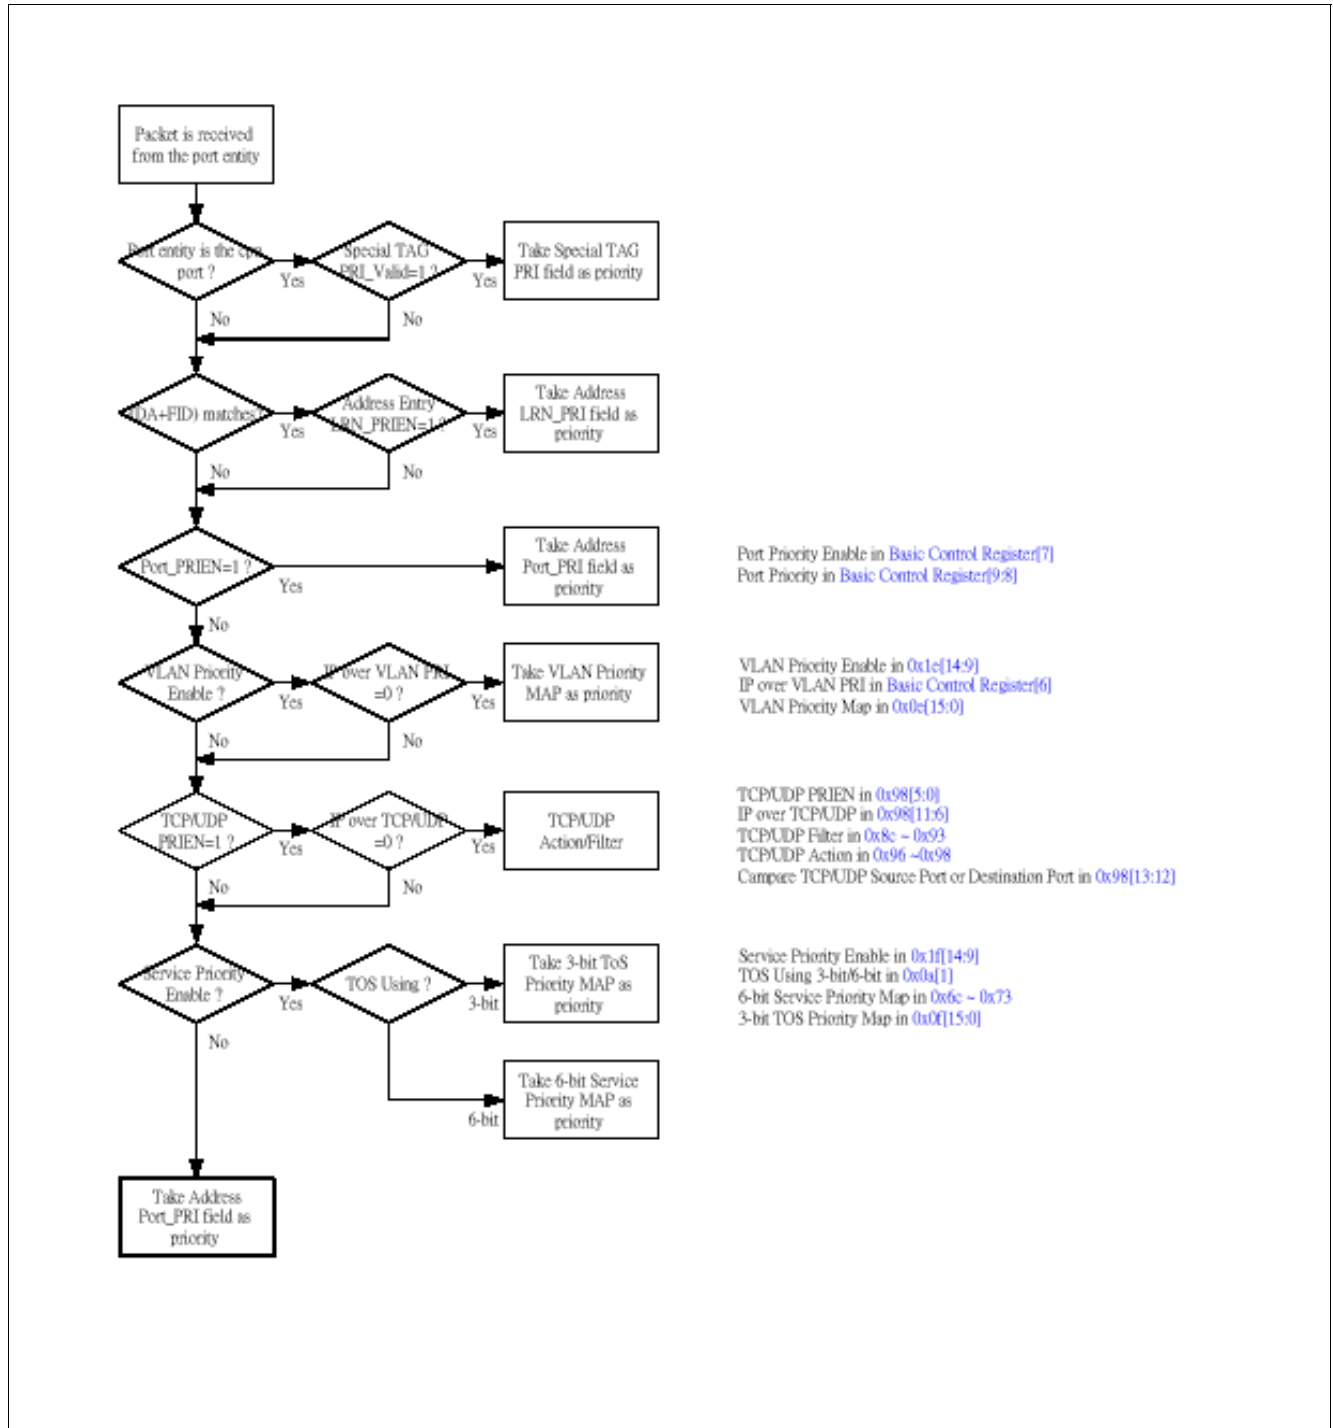 Packet is received
from the port entity
Port entity is the cpu
port ?
Yes
Special TAG
PRI_Valid=1 ?
Yes
Take Special TAG
PRI field as priority
No
No
(DA+FID) matches?
Yes
Address Entry
LRN_PRIEN=1 ?
Yes
Take Address
LRN_PRI field as
priority
No
No
Port_PRIEN=1 ?
Yes
Take Address
Port_PRI field as
priority
Port Priority Enable in Basic Control Register[7]
Port Priority in Basic Control Register[9:8]
No
VLAN Priority
Enable ?
Yes
IP over VLAN PRI
=0 ?
Yes
Take VLAN Priority
MAP as priority
VLAN Priority Enable in 0x1e[14:9]
IP over VLAN PRI in Basic Control Register[6]
VLAN Priority Map in 0x0e[15:0]
No
No
TCP/UDP
PRIEN=1 ?
Yes
IP over TCP/UDP
=0 ?
Yes
TCP/UDP
Action/Filter
TCP/UDP PRIEN in 0x98[5:0]
IP over TCP/UDP in 0x98[11:6]
TCP/UDP Filter in 0x8c ~ 0x93
TCP/UDP Action in 0x96 ~0x98
Campare TCP/UDP Source Port or Destination Port in 0x98[13:12]
No
No
Service Priority
Enable ?
Yes
TOS Using ?
3-bit
Take 3-bit ToS
Priority MAP as
priority
Service Priority Enable in 0x1f[14:9]
TOS Using 3-bit/6-bit in 0x0a[1]
6-bit Service Priority Map in 0x6c ~ 0x73
3-bit TOS Priority Map in 0x0f[15:0]
No
6-bit
Take 6-bit Service
Priority MAP as
priority
Take Address
Port_PRI field as
priority